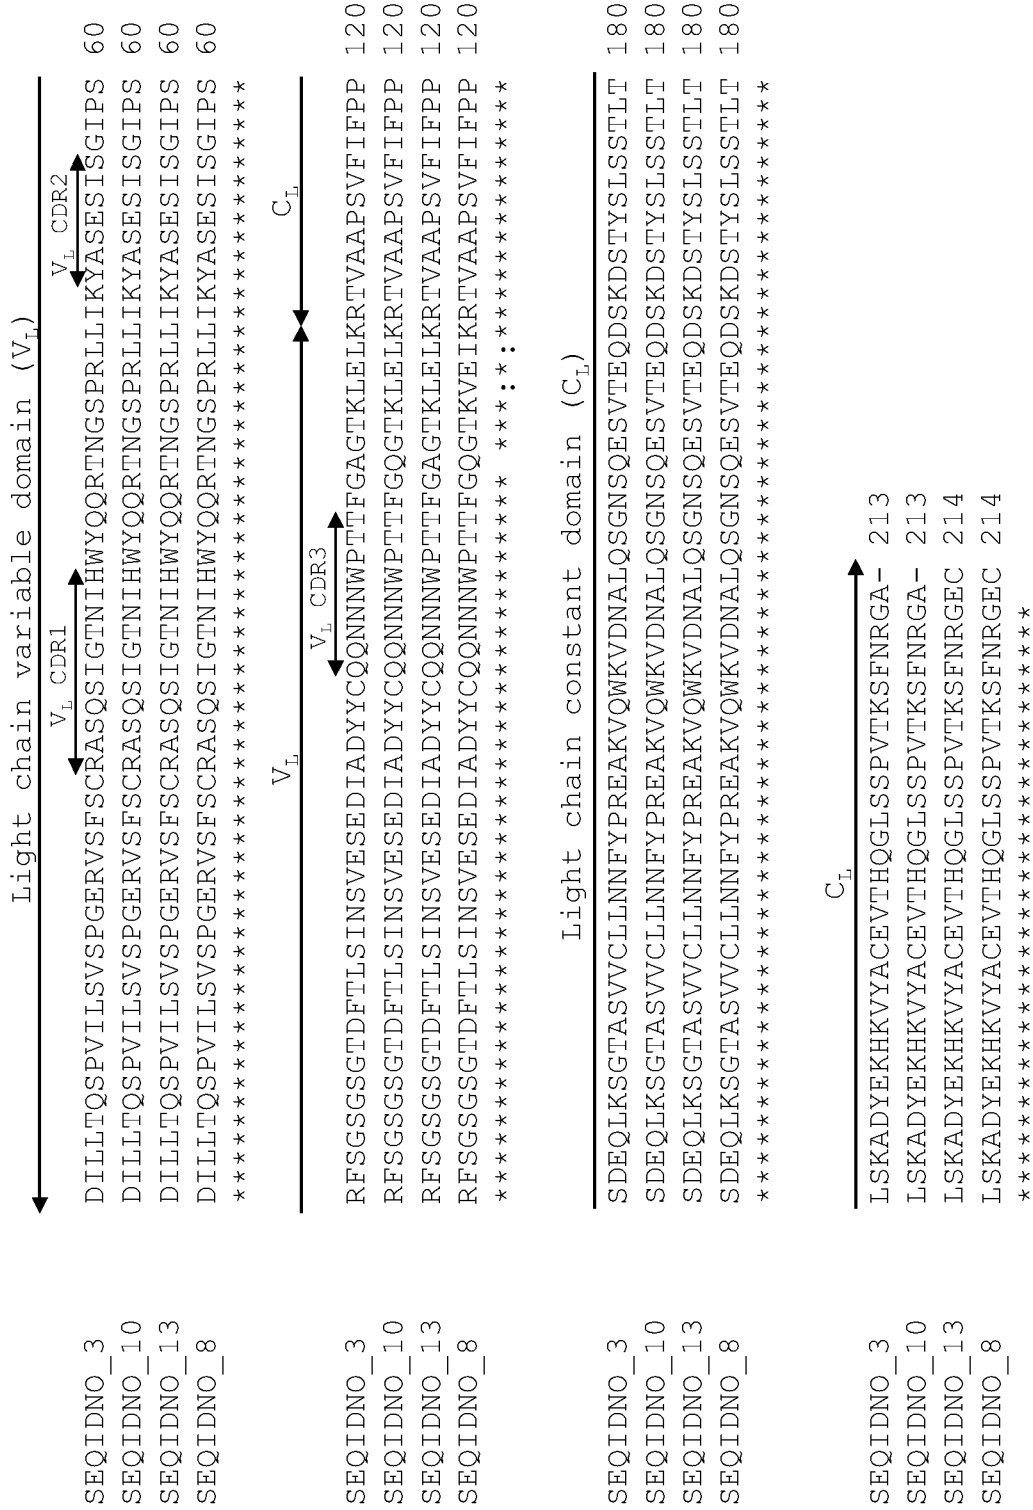 Light chain variable domain (VL)
VL CDR1 VL CDR2
SEQIDNO_3 DILLTQSPVILSVSPGERVSFSCRASQSIGTNIHWYQQRTNGSPRLLIKYASESISGIPS 60
SEQIDNO_10 DILLTQSPVILSVSPGERVSFSCRASQSIGTNIHWYQQRTNGSPRLLIKYASESISGIPS 60
SEQIDNO_13 DILLTQSPVILSVSPGERVSFSCRASQSIGTNIHWYQQRTNGSPRLLIKYASESISGIPS 60
SEQIDNO_8 DILLTQSPVILSVSPGERVSFSCRASQSIGTNIHWYQQRTNGSPRLLIKYASESISGIPS 60
************************************************************
VL CL
VL CDR3
SEQIDNO_3 RFSGSGSGTDFTLSINSVESEDIADYYCQQNNNWPTTFGAGTKLELKRTVAAPSVFIFPP 120
SEQIDNO_10 RFSGSGSGTDFTLSINSVESEDIADYYCQQNNNWPTTFGQGTKLELKRTVAAPSVFIFPP 120
SEQIDNO_13 RFSGSGSGTDFTLSINSVESEDIADYYCQQNNNWPTTFGAGTKLELKRTVAAPSVFIFPP 120
SEQIDNO_8 RFSGSGSGTDFTLSINSVESEDIADYYCQQNNNWPTTFGQGTKVEIKRTVAAPSVFIFPP 120
*************************************** ***:*:**************
Light chain constant domain (CL)
SEQIDNO_3 SDEQLKSGTASVVCLLNNFYPREAKVQWKVDNALQSGNSQESVTEQDSKDSTYSLSSTLT 180
SEQIDNO_10 SDEQLKSGTASVVCLLNNFYPREAKVQWKVDNALQSGNSQESVTEQDSKDSTYSLSSTLT 180
SEQIDNO_13 SDEQLKSGTASVVCLLNNFYPREAKVQWKVDNALQSGNSQESVTEQDSKDSTYSLSSTLT 180
SEQIDNO_8 SDEQLKSGTASVVCLLNNFYPREAKVQWKVDNALQSGNSQESVTEQDSKDSTYSLSSTLT 180
************************************************************
CL
SEQIDNO_3 LSKADYEKHKVYACEVTHQGLSSPVTKSFNRGA- 213
SEQIDNO_10 LSKADYEKHKVYACEVTHQGLSSPVTKSFNRGA- 213
SEQIDNO_13 LSKADYEKHKVYACEVTHQGLSSPVTKSFNRGEC 214
SEQIDNO_8 LSKADYEKHKVYACEVTHQGLSSPVTKSFNRGEC 214
********************************